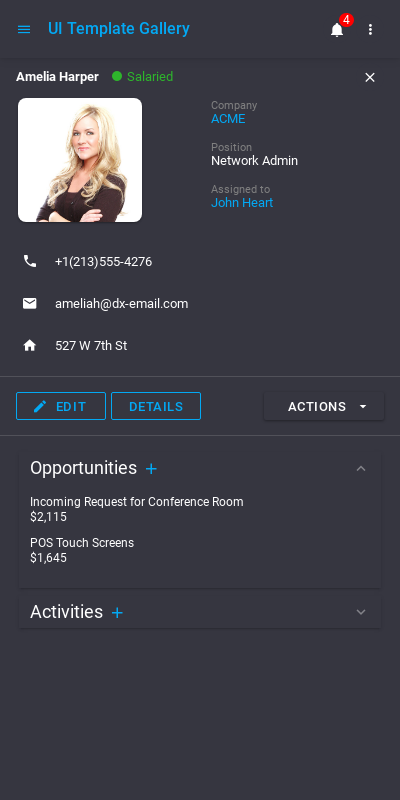 UI Template Gallery
4
Amelia Harper
Salaried
Company
ACME
Position
Network Admin
Assigned to
John Heart
+1(213)555-4276
ameliah@dx-email.com
527 W 7th St
EDIT
DETAILS
ACTIONS
Opportunities +
Incoming Request for Conference Room
$2,115
POS Touch Screens
$1,645
Activities +